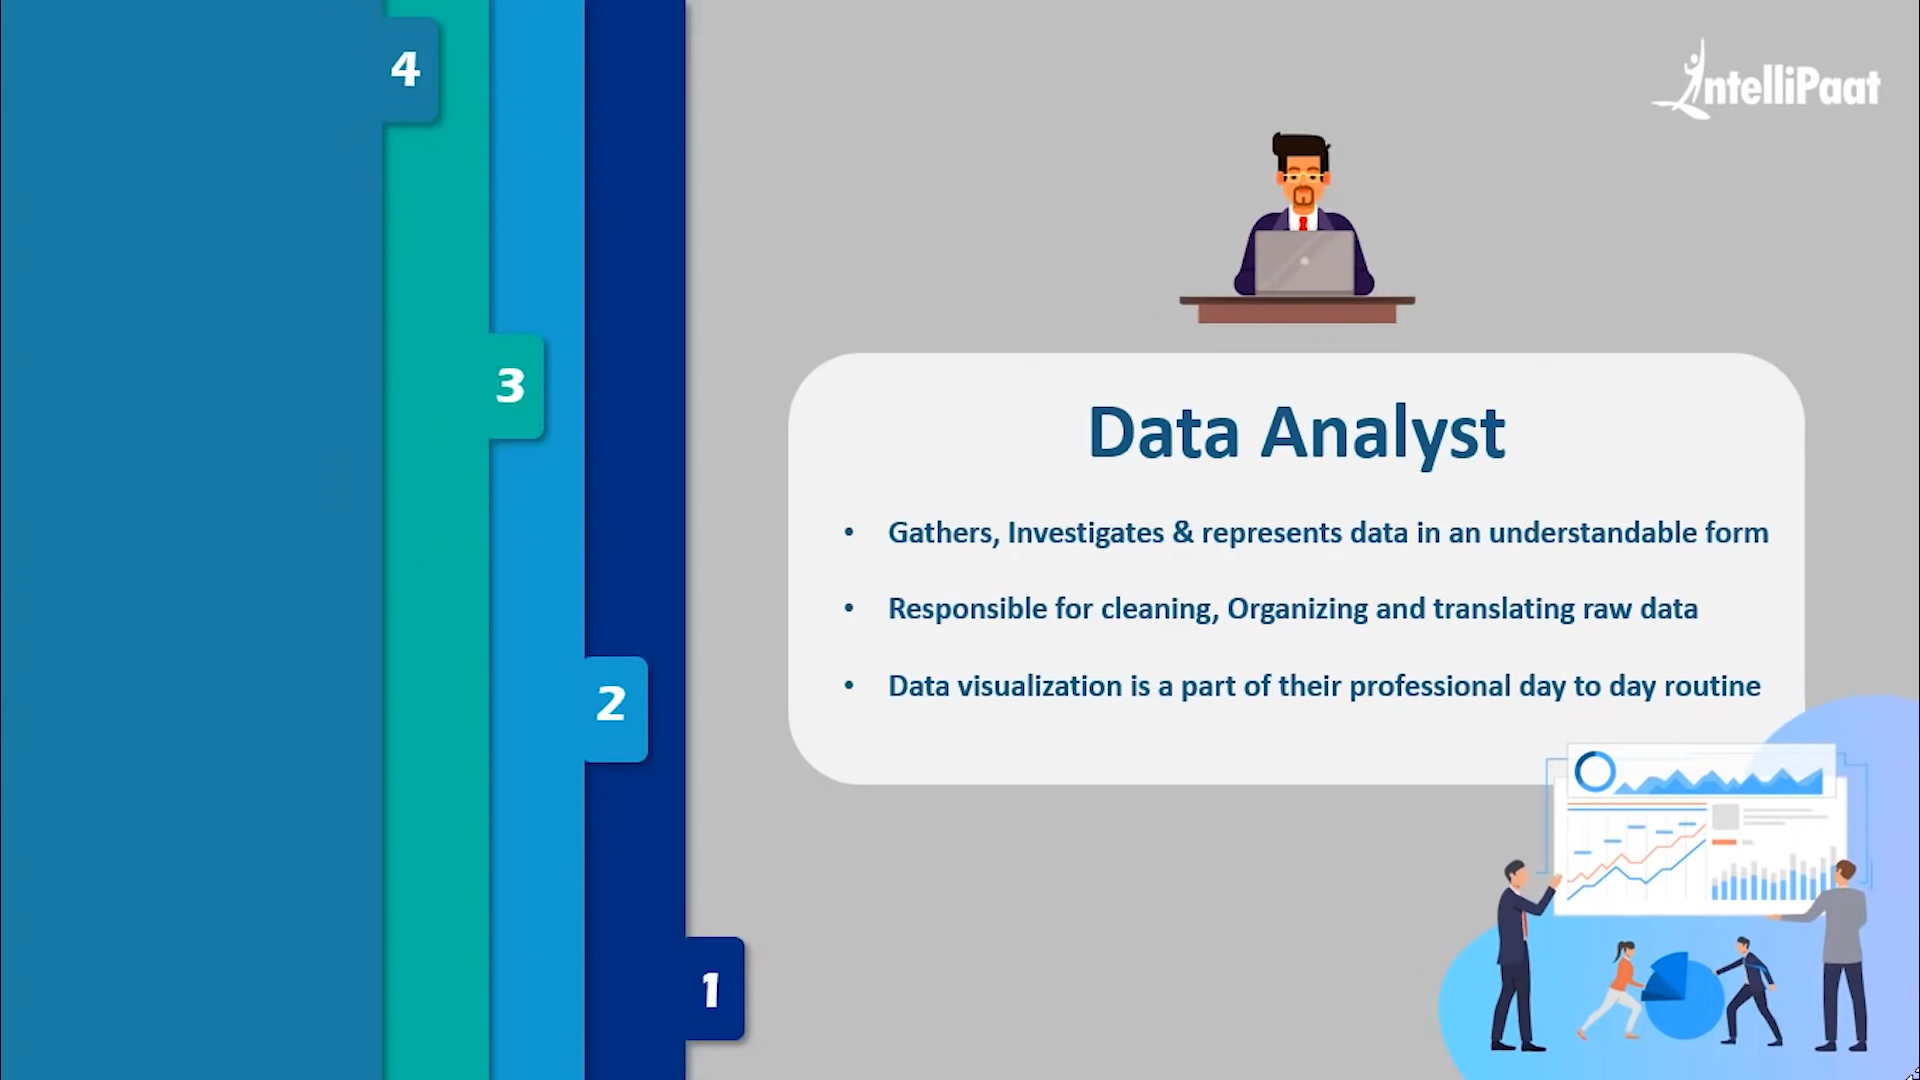 4
IntelliPaat
3
Data Analyst
• Gathers, Investigates & represents data in an understandable form
• Responsible for cleaning, Organizing and translating raw data
• Data visualization is a part of their professional day to day routine
2
1